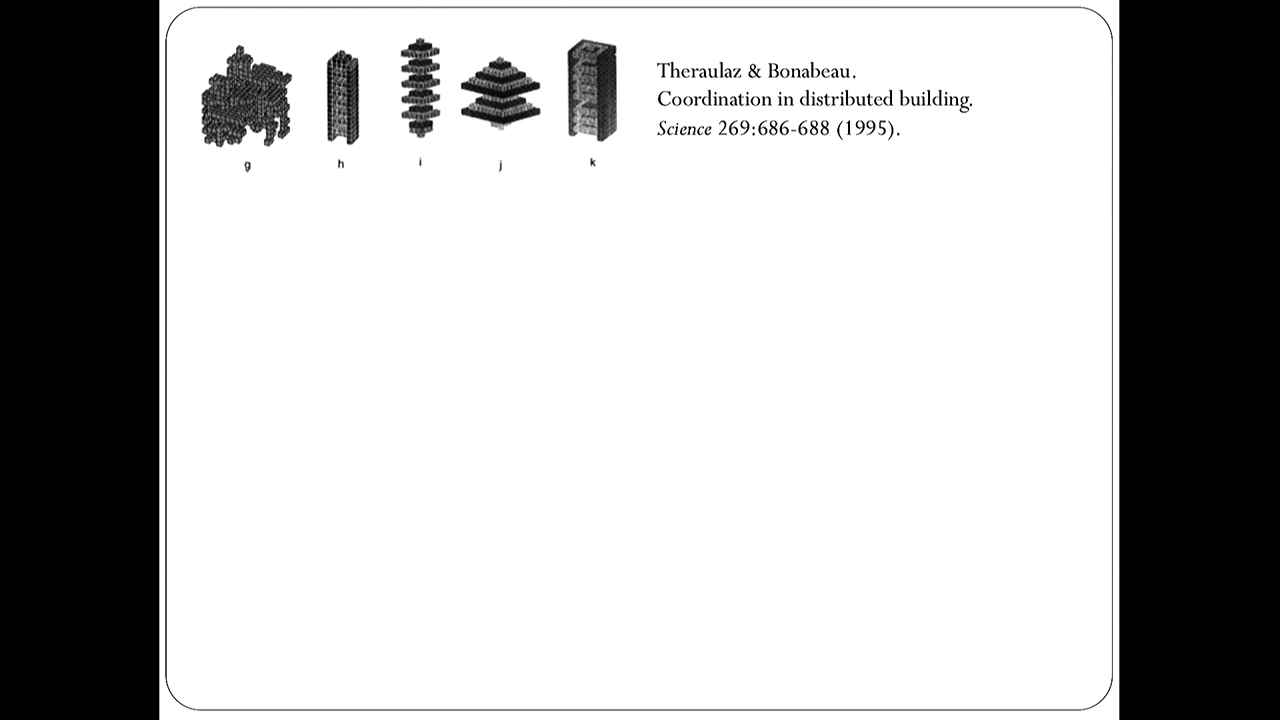 g h i j k
Theraulaz & Bonabeau.
Coordination in distributed building.
Science 269:686-688 (1995).